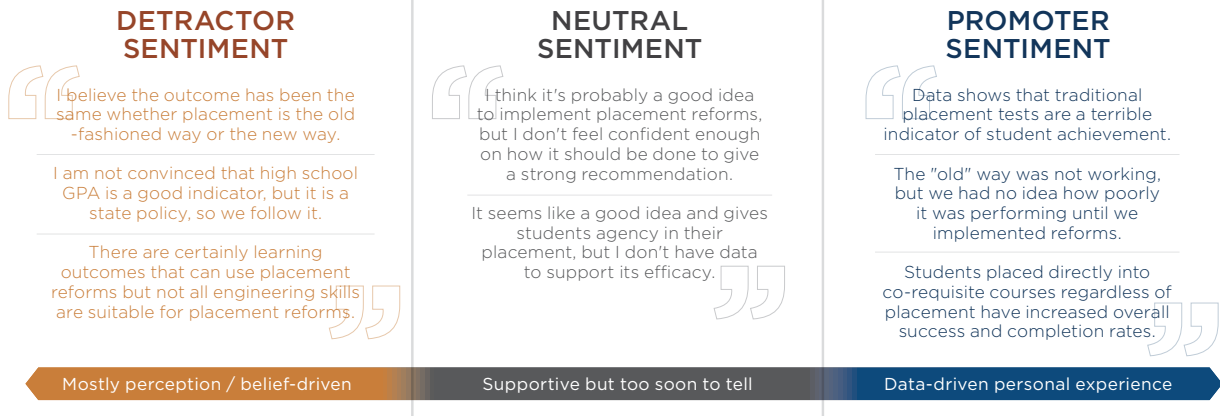 DETRACTOR
SENTIMENT
I believe the outcome has been the
same whether placement is the old
-fashioned way or the new way.
I am not convinced that high school
GPA is a good indicator, but it is a
state policy, so we follow it.
There are certainly learning
outcomes that can use placement
reforms but not all engineering skills
are suitable for placement reforms.
Mostly perception / belief-driven
NEUTRAL
SENTIMENT
I think it's probably a good idea
to implement placement reforms,
but I don't feel confident enough
on how it should be done to give
a strong recommendation.
It seems like a good idea and gives
students agency in their
placement, but I don't have data
to support its efficacy.
Supportive but too soon to tell
PROMOTER
SENTIMENT
Data shows that traditional
placement tests are a terrible
indicator of student achievement.
The "old" way was not working,
but we had no idea how poorly
it was performing until we
implemented reforms.
Students placed directly into
co-requisite courses regardless of
placement have increased overall
success and completion rates.
Data-driven personal experience